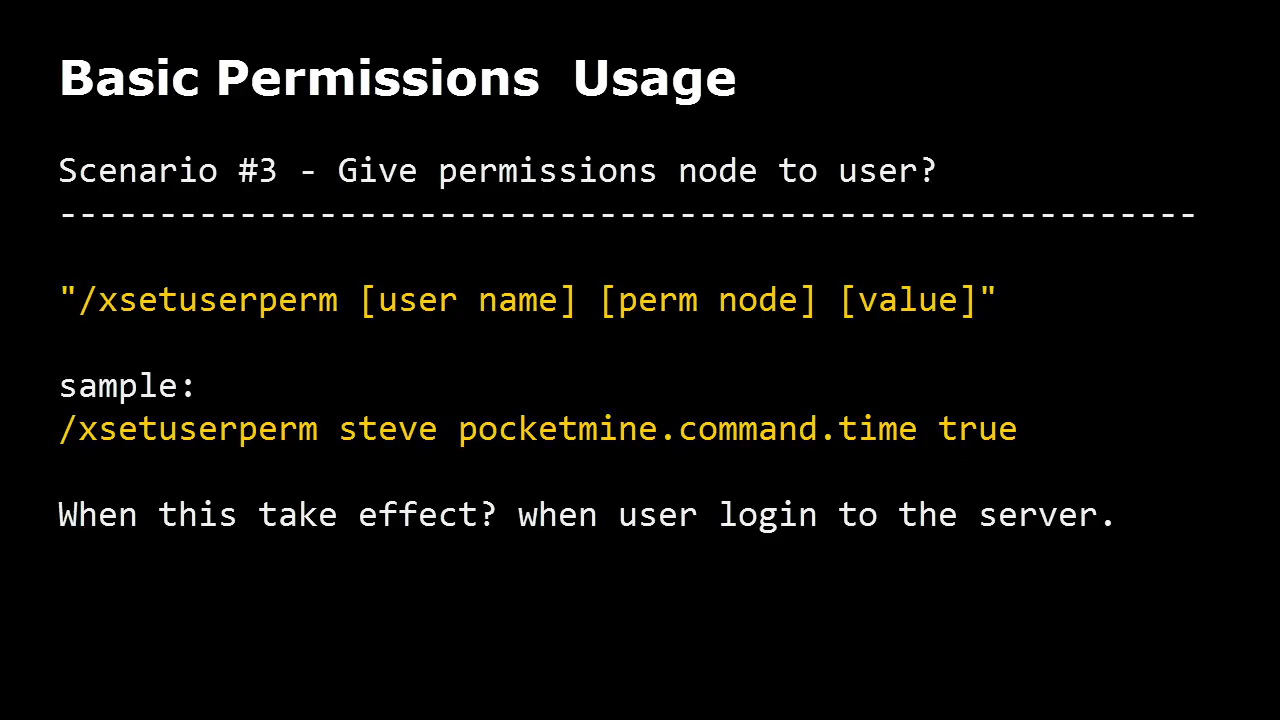 Basic Permissions  Usage
Scenario #3 - Give permissions node to user?
---------------------------------------------------------
"/xsetuserperm [user name] [perm node] [value]"
sample:
/xsetuserperm steve pocketmine.command.time true
When this take effect? when user login to the server.